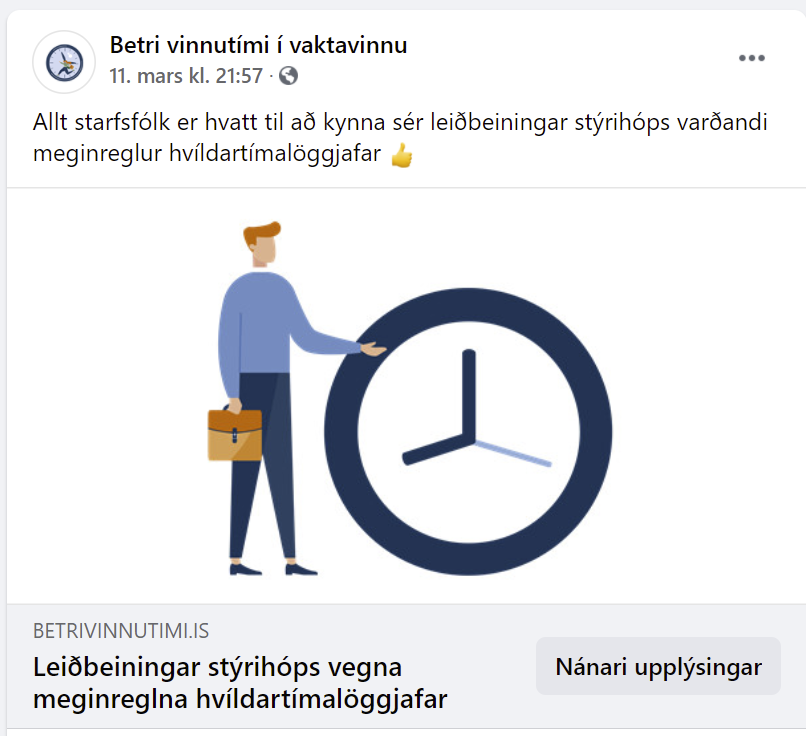 Betri vinnutími í vaktavinnu
11. mars kl. 21:57 ·
Allt starfsfólk er hvatt til að kynna sér leiðbeiningar stýrihóps varðandi
meginreglur hvíldartímalöggjafar 👍
BETRIVINNUTIMI.IS
Leiðbeiningar stýrihóps vegna
meginreglna hvíldartímalöggjafar
Nánari upplýsingar